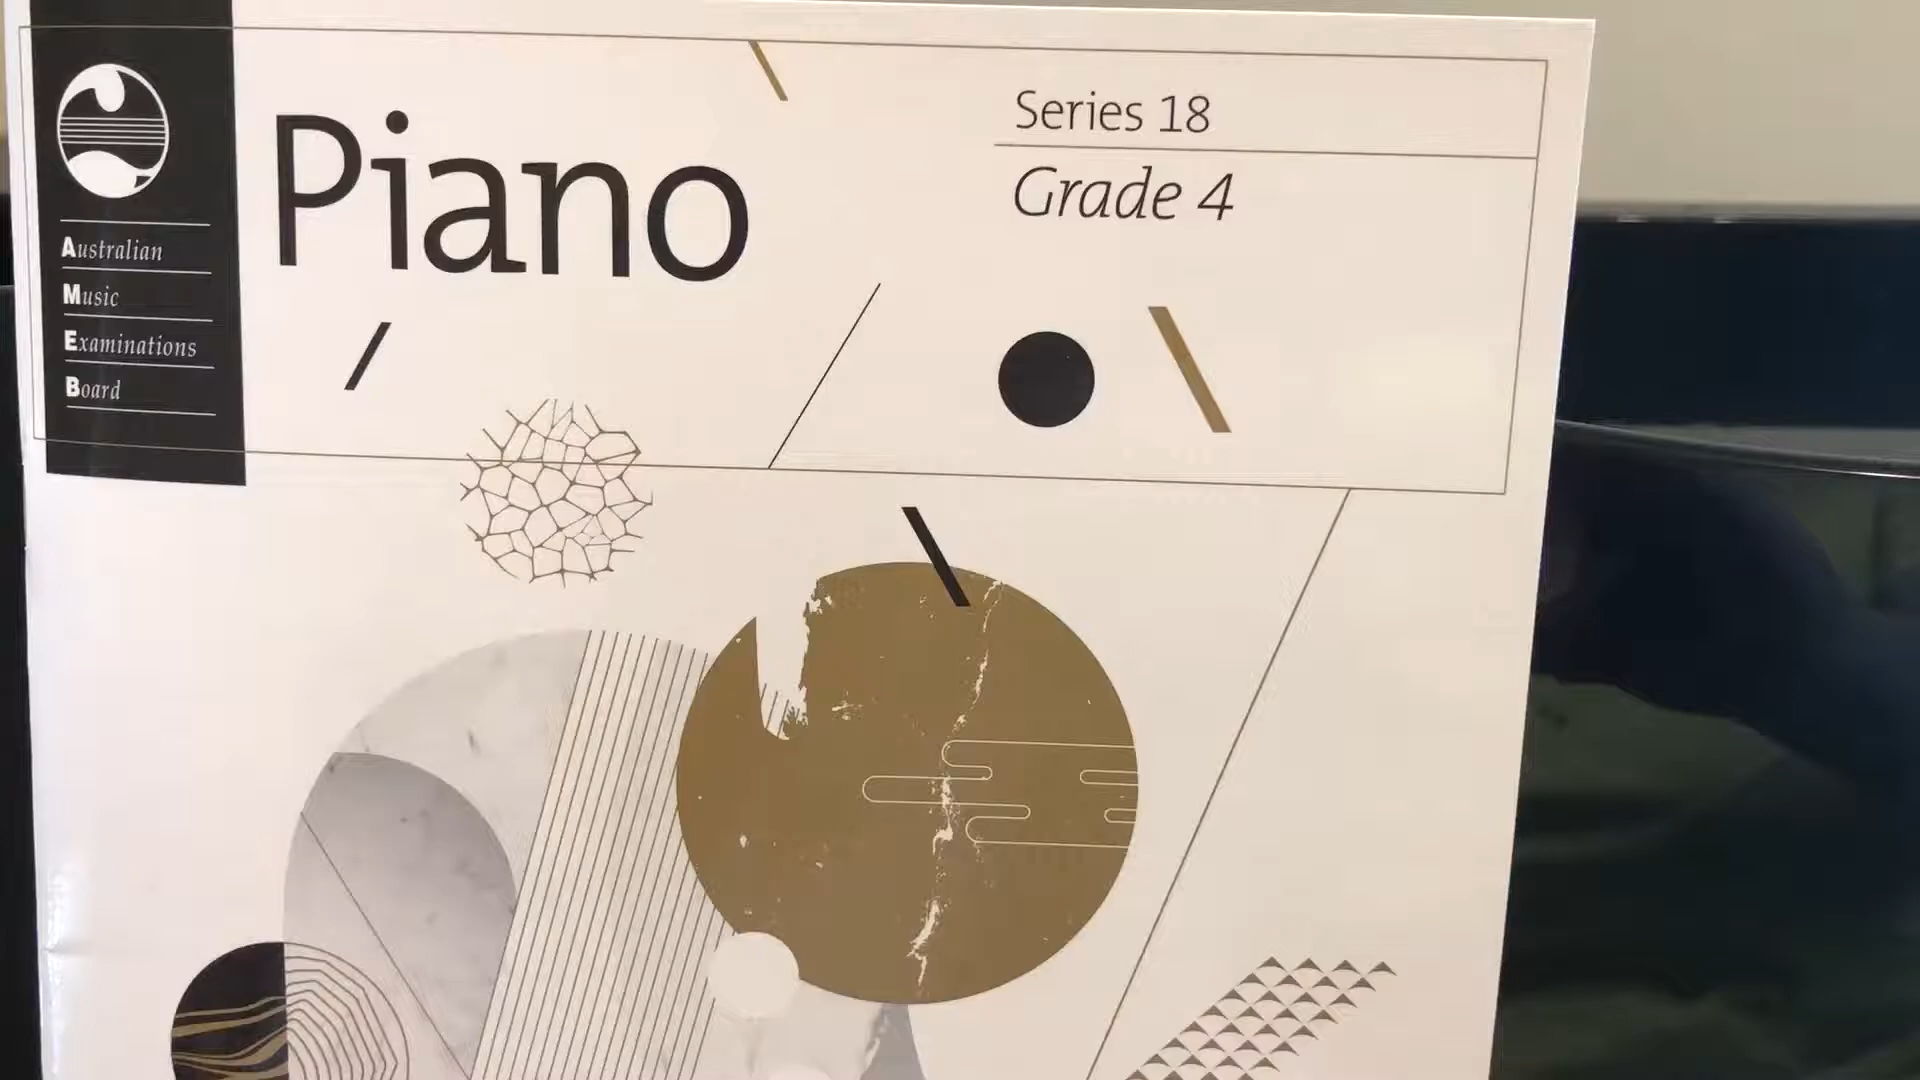 Piano
Series 18
Grade 4
Australian
Music
Examinations
Board